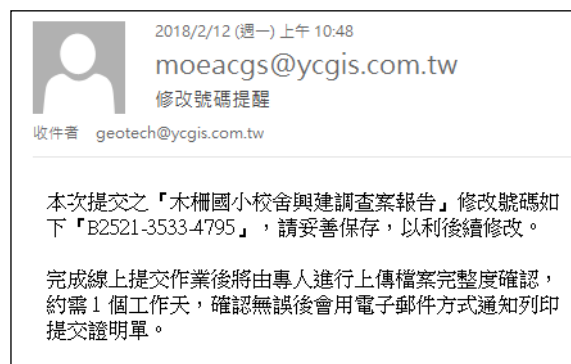 2018/2/12 (週一) 上午 10:48
moeacgs@ycgis.com.tw
修改號碼提醒
收件者 geotech@ycgis.com.tw
本次提交之「木柵國小校舍興建調查案報告」修改號碼如
下「B2521-3533-4795」，請妥善保存，以利後續修改。
完成線上提交作業後將由專人進行上傳檔案完整度確認，
約需 1 個工作天，確認無誤後會用電子郵件方式通知列印
提交證明單。